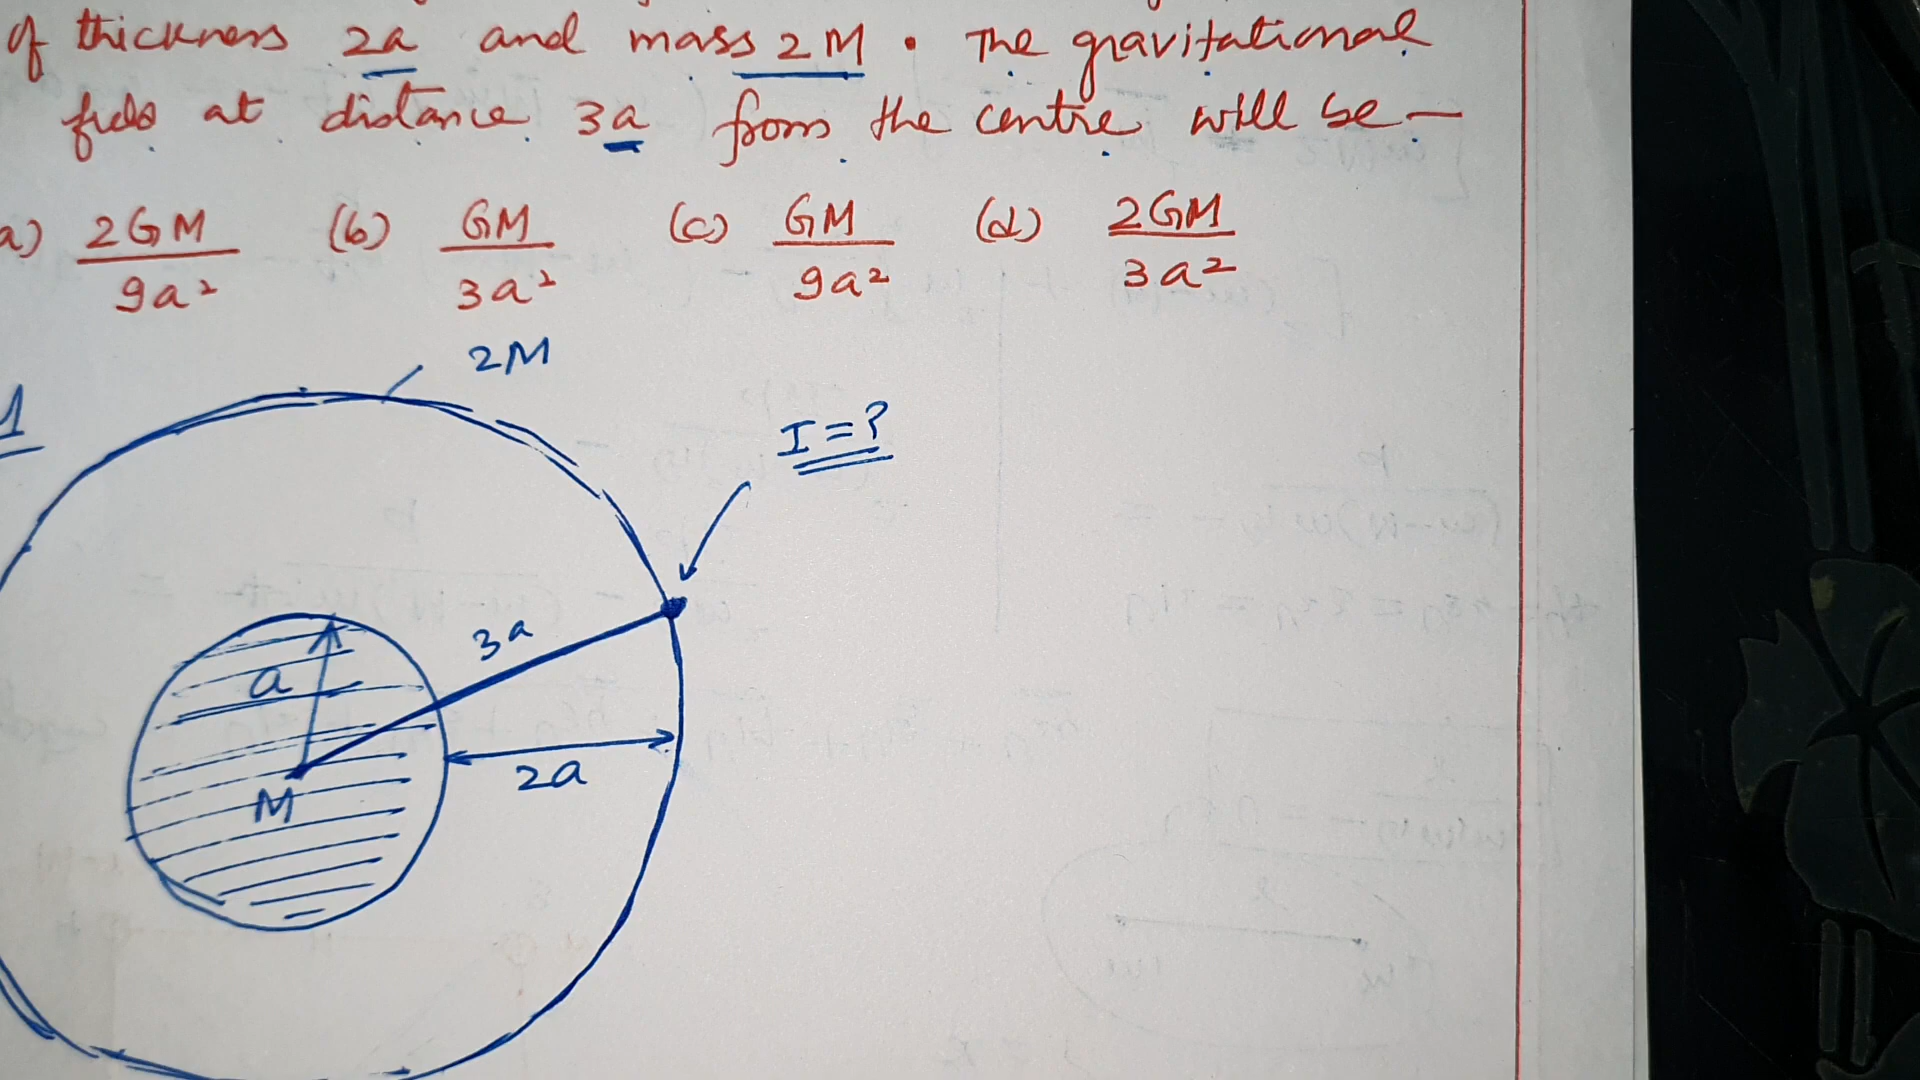 of thickness 2a and mass 2M. The gravitational
field at distance 3a from the centre will be—
a) 2GM/9a² (b) GM/3a² (c) GM/9a² (d) 2GM/3a²
2M
I=?
3a
a
2a
M